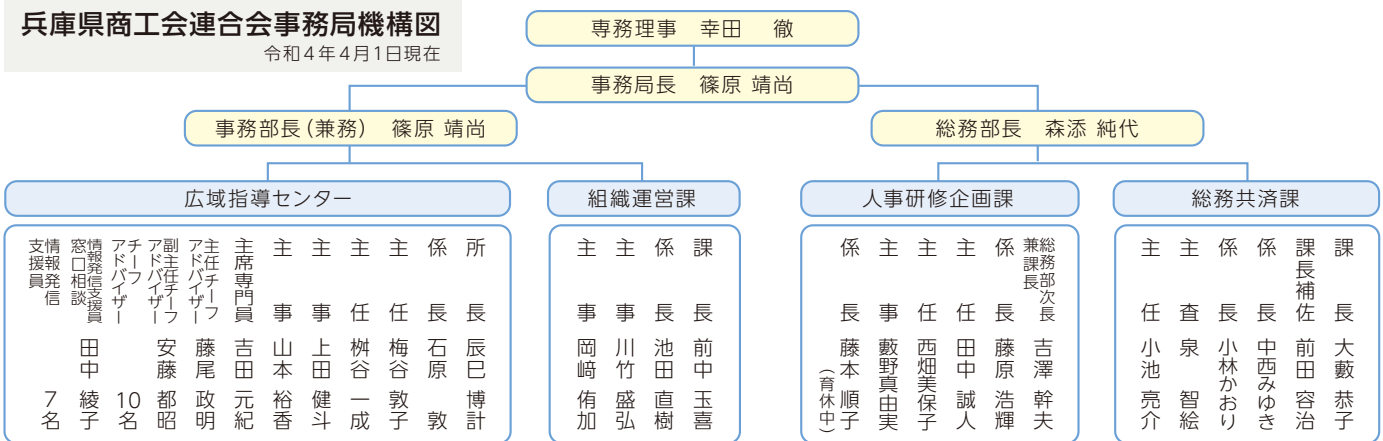 兵庫県商工会連合会事務局機構図
令和4年4月1日現在
専務理事 幸田 徹
事務局長 篠原 靖尚
事務部長(兼務) 篠原 靖尚
総務部長 森添 純代
広域指導センター
所長 辰巳 博計
係長 石原 敦
主任 梅谷 敦子
主任 桝谷 一成
主事 上田 健斗
主事 山本 裕香
主席専門員 吉田 元紀
主任チーフアドバイザー 藤尾 政明
副主任チーフアドバイザー 安藤 都昭
チーフアドバイザー 10名
情報発信支援員窓口相談 田中 綾子
情報発信支援員 7名
組織運営課
課長 前中 玉喜
係長 池田 直樹
主事 川竹 盛弘
主事 岡﨑 侑加
人事研修企画課
総務部次長兼課長 吉澤 幹夫
係長 藤原 浩輝
主任 田中 誠人
主任 西畑美保子
主事 藪野真由実
係長 藤本 順子(育休中)
総務共済課
課長 大藪 恭子
課長補佐 前田 容治
係長 中西みゆき
係長 小林かおり
主査 泉 智絵
主任 小池 亮介